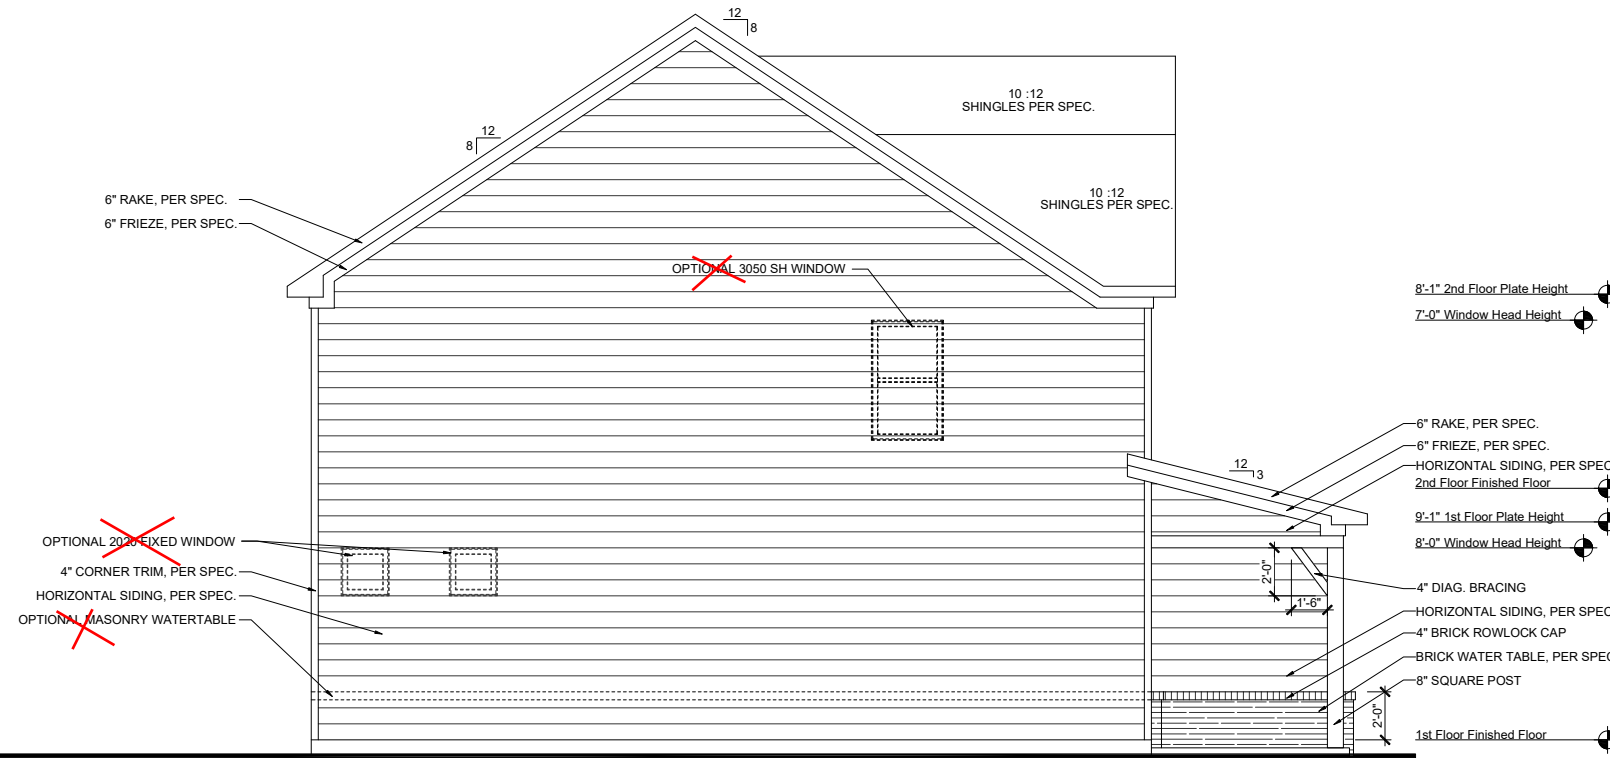 12
8
10 :12
SHINGLES PER SPEC.
12
8
10 :12
SHINGLES PER SPEC.
6" RAKE, PER SPEC.
6" FRIEZE, PER SPEC.
OPTIONAL 3050 SH WINDOW
8'-1" 2nd Floor Plate Height
7'-0" Window Head Height
6" RAKE, PER SPEC.
6" FRIEZE, PER SPEC.
12
3
HORIZONTAL SIDING, PER SPEC
2nd Floor Finished Floor
9'-1" 1st Floor Plate Height
OPTIONAL 2020 FIXED WINDOW
8'-0" Window Head Height
4" CORNER TRIM, PER SPEC.
2'-0"
4" DIAG. BRACING
HORIZONTAL SIDING, PER SPEC.
1'-6"
HORIZONTAL SIDING, PER SPEC
OPTIONAL MASONRY WATERTABLE
4" BRICK ROWLOCK CAP
BRICK WATER TABLE, PER SPEC
8" SQUARE POST
2'-0"
1st Floor Finished Floor